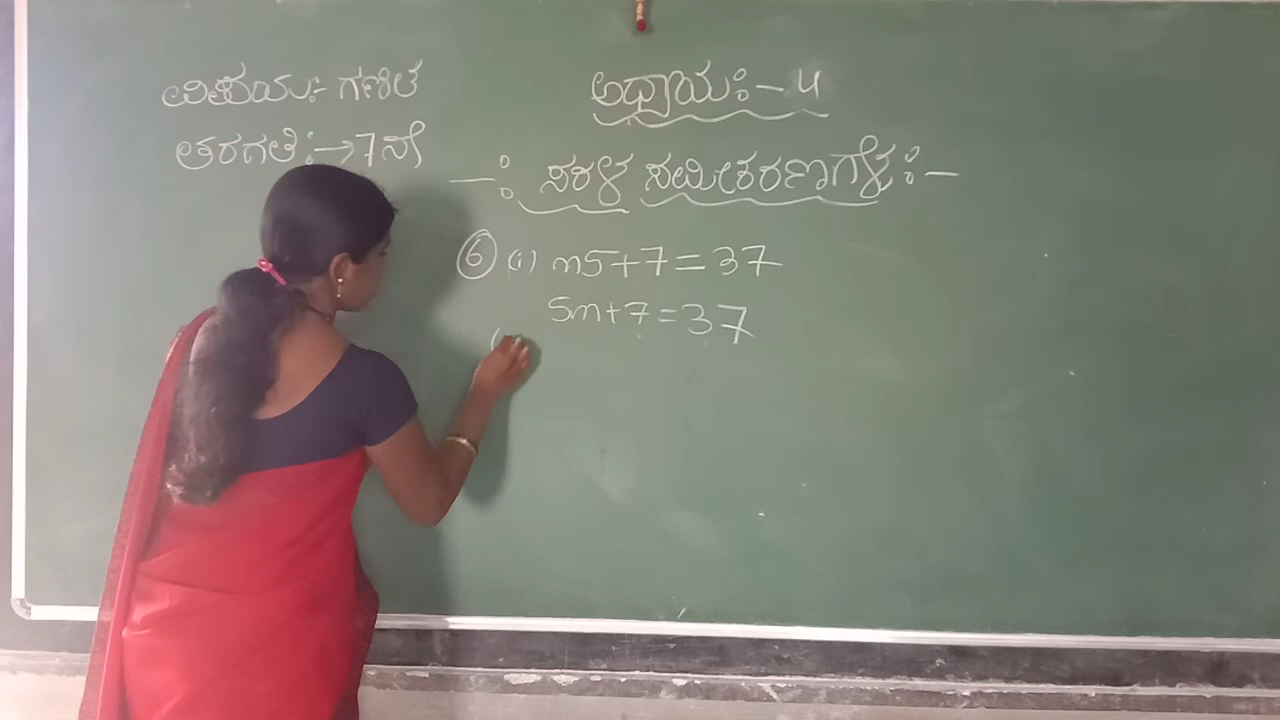 ವಿಷಯ:- ಗಣಿತ
ತರಗತಿ:→7ನೇ
ಅಧ್ಯಾಯ:- 4
-: ಸರಳ ಸಮೀಕರಣಗಳು :-
6 (i) m5+7=37
5m+7=37
(